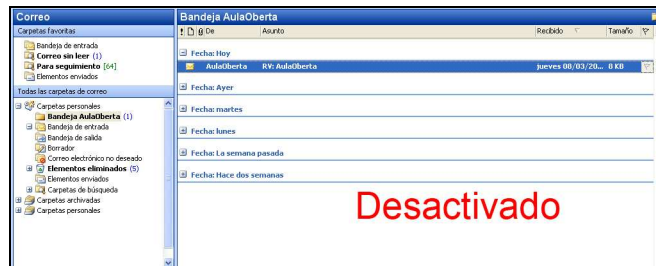 Correo
Carpetas favoritas
Bandeja de entrada
Correo sin leer (1)
Para seguimiento [64]
Elementos enviados
Todas las carpetas de correo
Carpetas personales
Bandeja AulaOberta (1)
Bandeja de entrada
Bandeja de salida
Borrador
Correo electrónico no deseado
Elementos eliminados (5)
Elementos enviados
Carpetas de búsqueda
Carpetas archivadas
Carpetas personales
Bandeja AulaOberta
De Asunto Recibido Tamaño
Fecha: Hoy
AulaOberta RV: AulaOberta jueves 08/03/20... 0 KB
Fecha: Ayer
Fecha: martes
Fecha: lunes
Fecha: La semana pasada
Fecha: Hace dos semanas
Desactivado